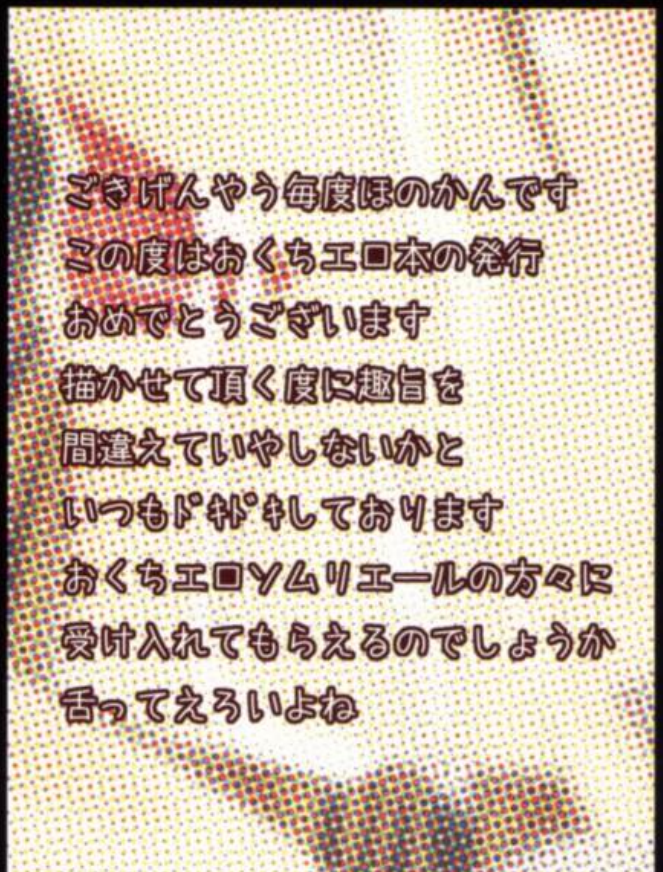 ごきげんやう毎度ほのかんです
この度はおくちエロ本の発行
おめでとうございます
描かせて頂く度に趣旨を
間違えていやしないかと
いつもﾄﾞｷﾄﾞｷしております
おくちエロソムリエールの方々に
受け入れてもらえるのでしょうか
舌ってえろいよね